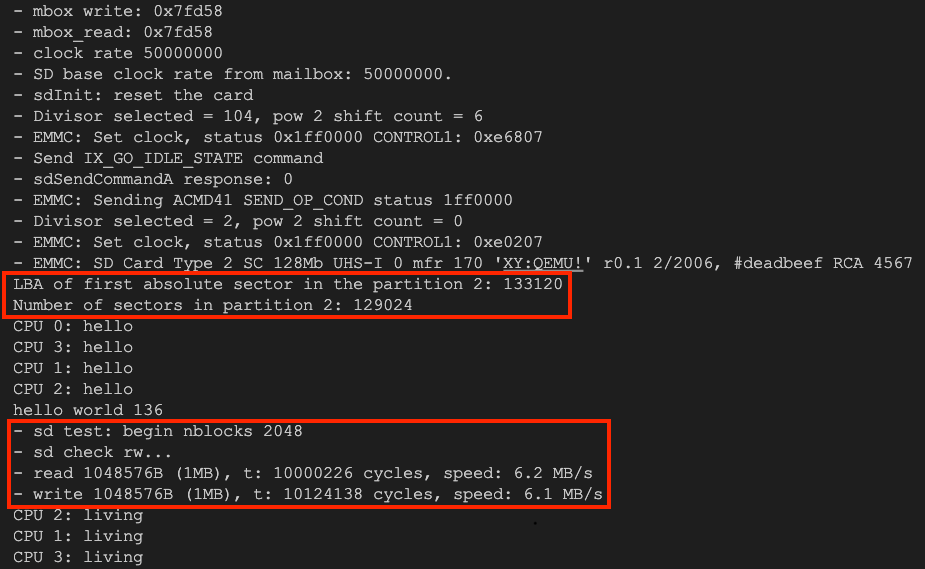 - mbox write: 0x7fd58
- mbox_read: 0x7fd58
- clock rate 50000000
- SD base clock rate from mailbox: 50000000.
- sdInit: reset the card
- Divisor selected = 104, pow 2 shift count = 6
- EMMC: Set clock, status 0x1ff0000 CONTROL1: 0xe6807
- Send IX_GO_IDLE_STATE command
- sdSendCommandA response: 0
- EMMC: Sending ACMD41 SEND_OP_COND status 1ff0000
- Divisor selected = 2, pow 2 shift count = 0
- EMMC: Set clock, status 0x1ff0000 CONTROL1: 0xe0207
- EMMC: SD Card Type 2 SC 128Mb UHS-I 0 mfr 170 'XY:QEMU!' r0.1 2/2006, #deadbeef RCA 4567
LBA of first absolute sector in the partition 2: 133120
Number of sectors in partition 2: 129024
CPU 0: hello
CPU 3: hello
CPU 1: hello
CPU 2: hello
hello world 136
- sd test: begin nblocks 2048
- sd check rw...
- read 1048576B (1MB), t: 10000226 cycles, speed: 6.2 MB/s
- write 1048576B (1MB), t: 10124138 cycles, speed: 6.1 MB/s
CPU 2: living
CPU 1: living
CPU 3: living